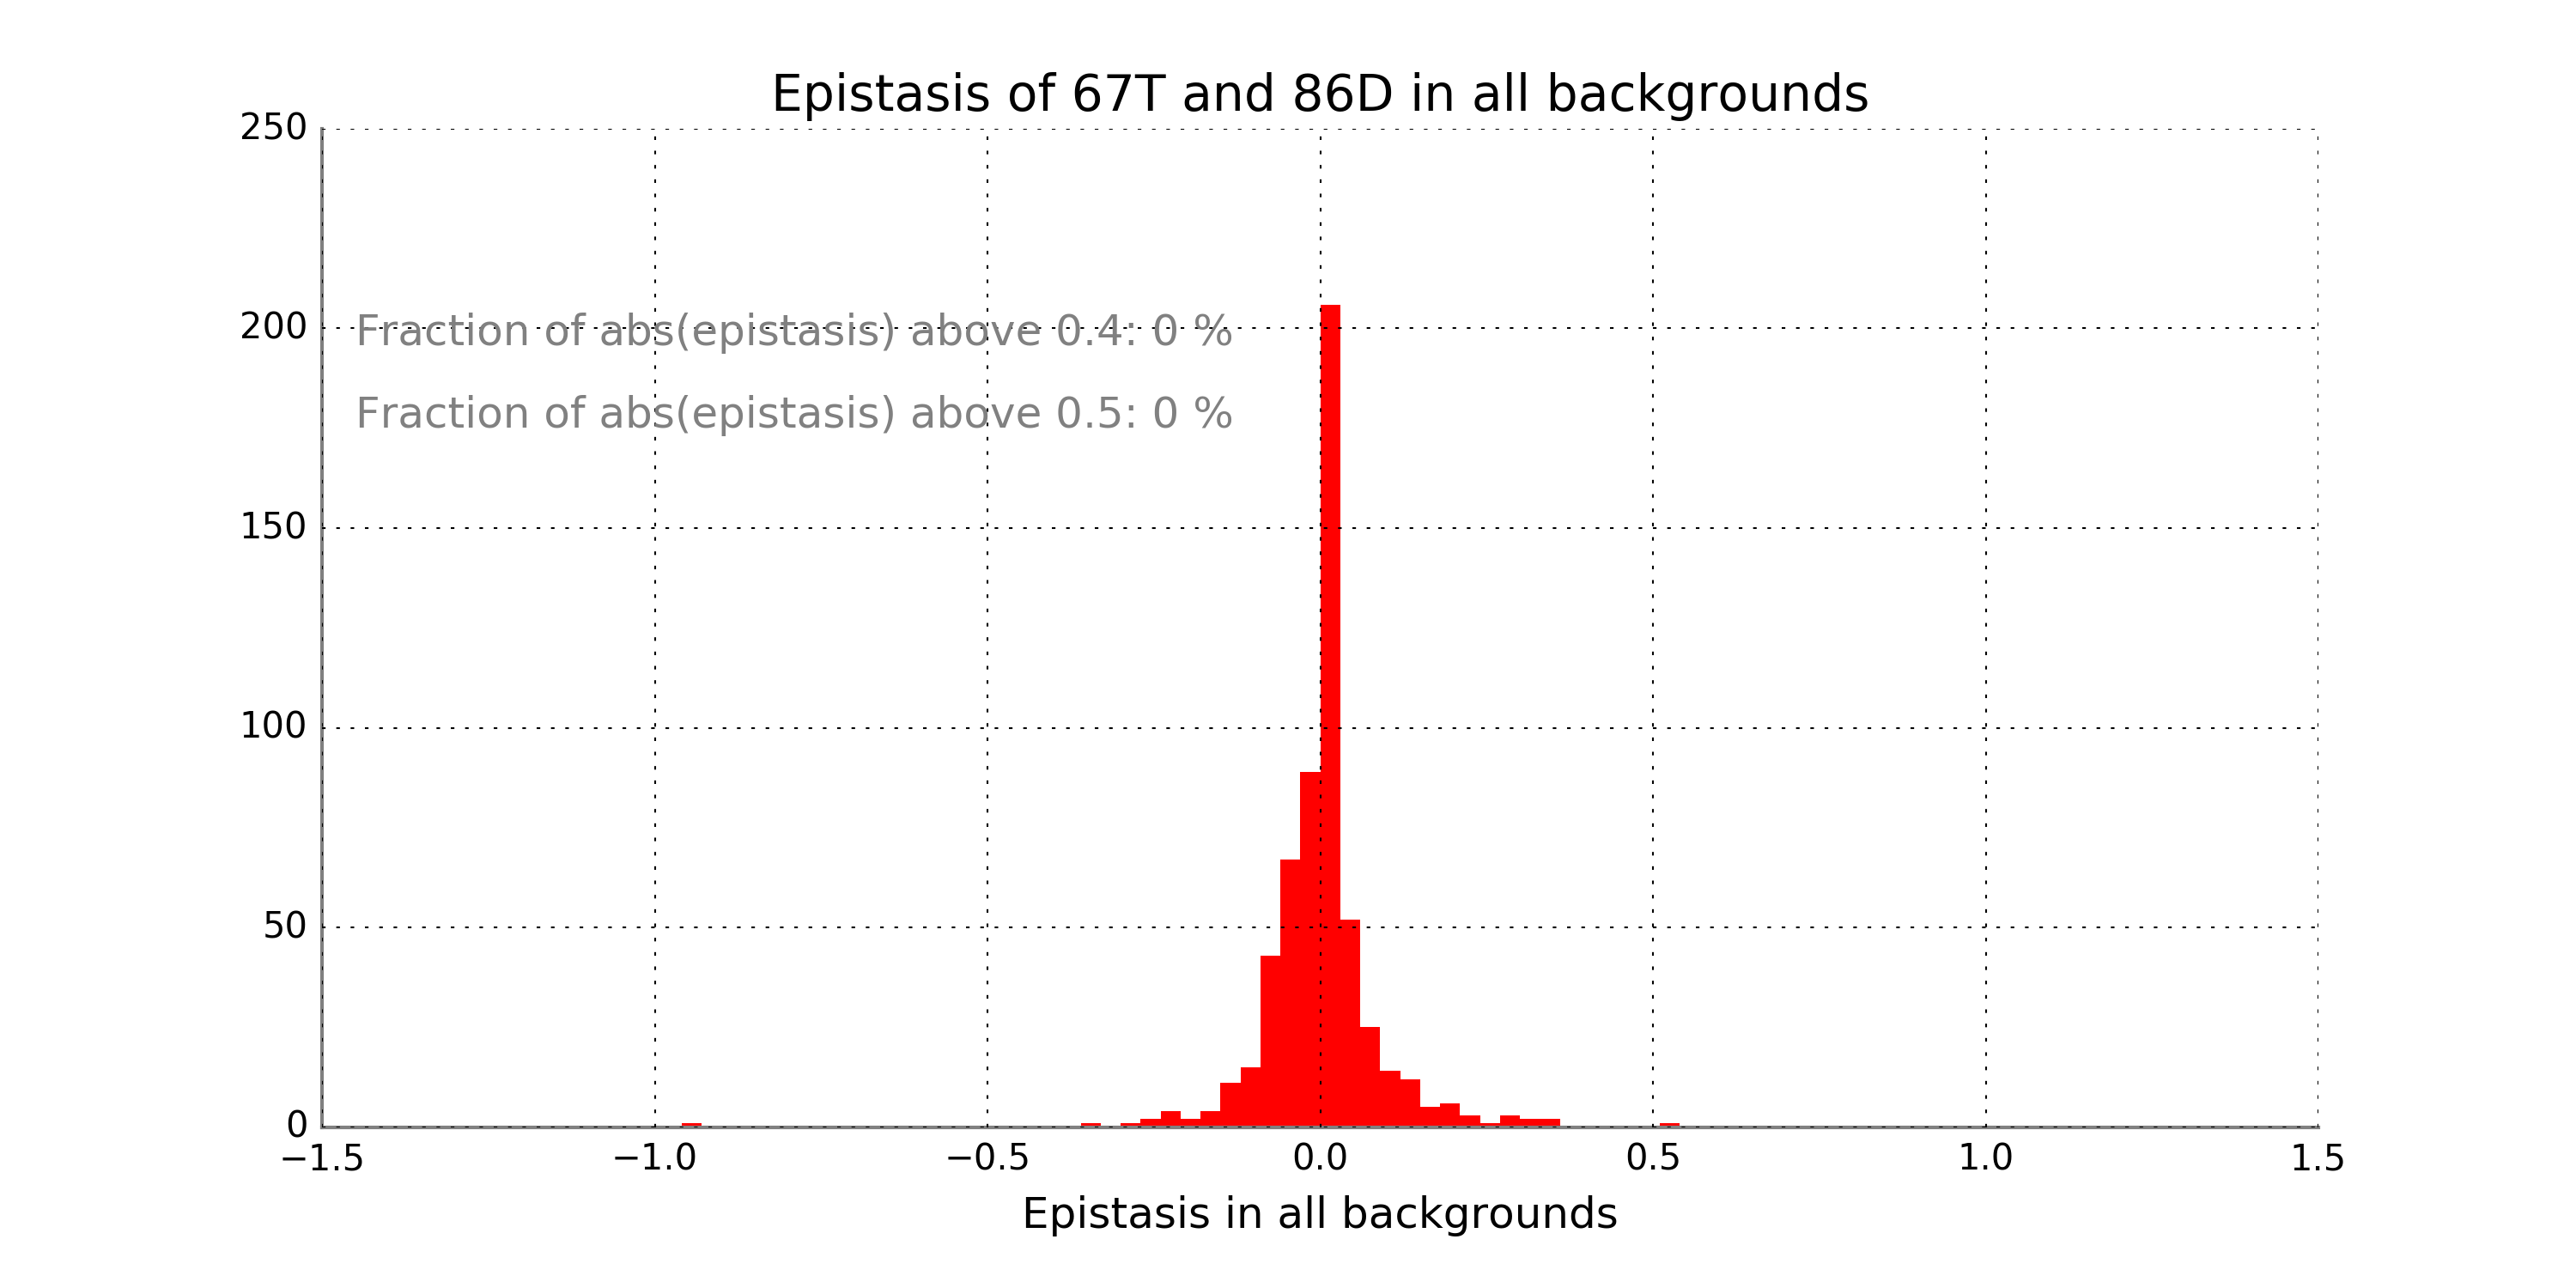 Epistasis of 67T and 86D in all backgrounds
250
200
Fraction of abs(epistasis) above 0.4: 0 %
Fraction of abs(epistasis) above 0.5: 0 %
150
100
50
0
−1.5 −1.0 −0.5 0.0 0.5 1.0 1.5
Epistasis in all backgrounds